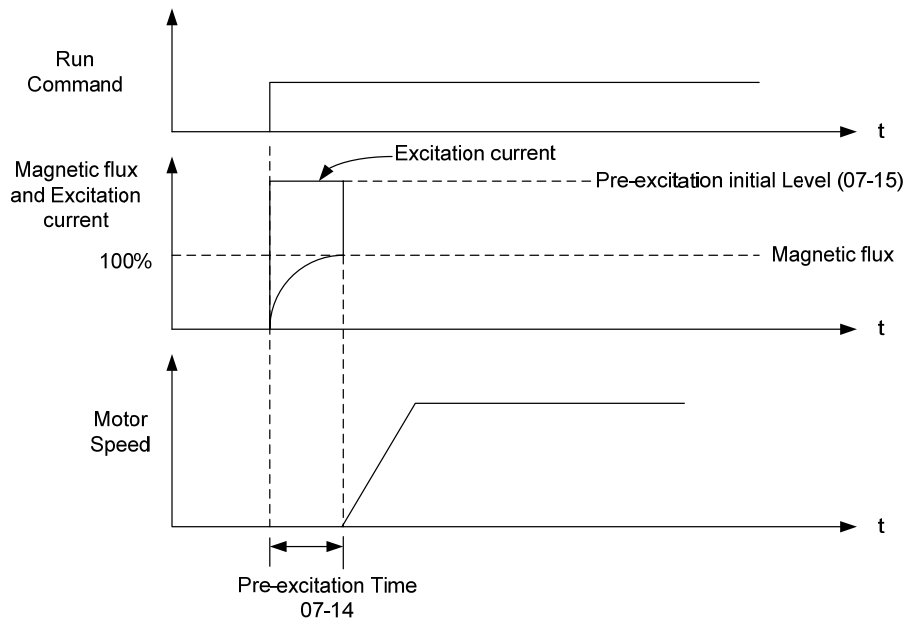 Run
Command
t
Excitation current
Magnetic flux
and Excitation
current
Pre-excitation initial Level (07-15)
100%
Magnetic flux
t
Motor
Speed
t
Pre-excitation Time
07-14